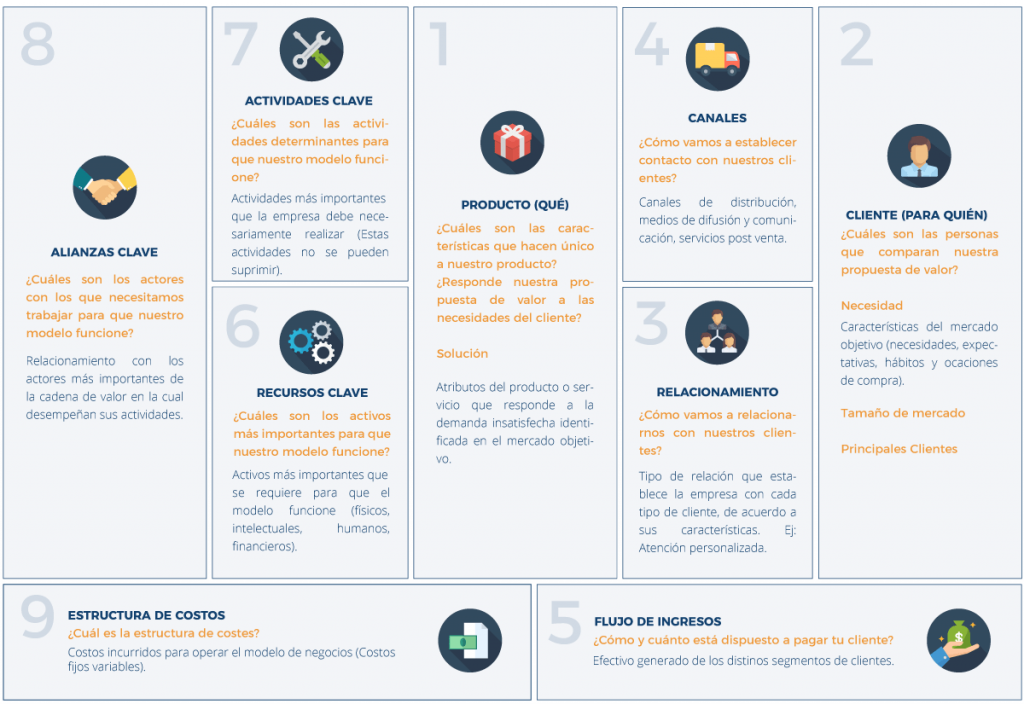 8
ALIANZAS CLAVE
¿Cuáles son los actores
con los que necesitamos
trabajar para que nuestro
modelo funcione?
Relacionamiento con los
actores más importantes de
la cadena de valor en la cual
desempeñan sus actividades.
7
ACTIVIDADES CLAVE
¿Cuáles son las activi-
dades determinantes para
que nuestro modelo funci-
one?
Actividades más importantes
que la empresa debe nece-
sariamente realizar (Estas
actividades no se pueden
suprimir).
6
RECURSOS CLAVE
¿Cuáles son los activos
más importantes para que
nuestro modelo funcione?
Activos más importantes que
se requiere para que el
modelo funcione (físicos,
intelectuales, humanos,
financieros).
1
PRODUCTO (QUÉ)
¿Cuáles son las carac-
terísticas que hacen único
a nuestro producto?
¿Responde nuestra pro-
puesta de valor a las
necesidades del cliente?
Solución
Atributos del producto o ser-
vicio que responde a la
demanda insatisfecha identi-
ficada en el mercado objeti-
vo.
4
CANALES
¿Cómo vamos a establecer
contacto con nuestros cli-
entes?
Canales de distribución,
medios de difusión y comuni-
cación, servicios post venta.
3
RELACIONAMIENTO
¿Cómo vamos a relaciona-
rnos con nuestros clien-
tes?
Tipo de relación que esta-
blece la empresa con cada
tipo de cliente, de acuerdo a
sus características. Ej:
Atención personalizada.
2
CLIENTE (PARA QUIÉN)
¿Cuáles son las personas
que comparan nuestra
propuesta de valor?
Necesidad
Características del mercado
objetivo (necesidades, expec-
tativas, hábitos y ocaciones
de compra).
Tamaño de mercado
Principales Clientes
9
ESTRUCTURA DE COSTOS
¿Cuál es la estructura de costes?
Costos incurridos para operar el modelo de negocios (Costos
fijos variables).
5
FLUJO DE INGRESOS
¿Cómo y cuánto está dispuesto a pagar tu cliente?
Efectivo generado de los distinos segmentos de clientes.
$